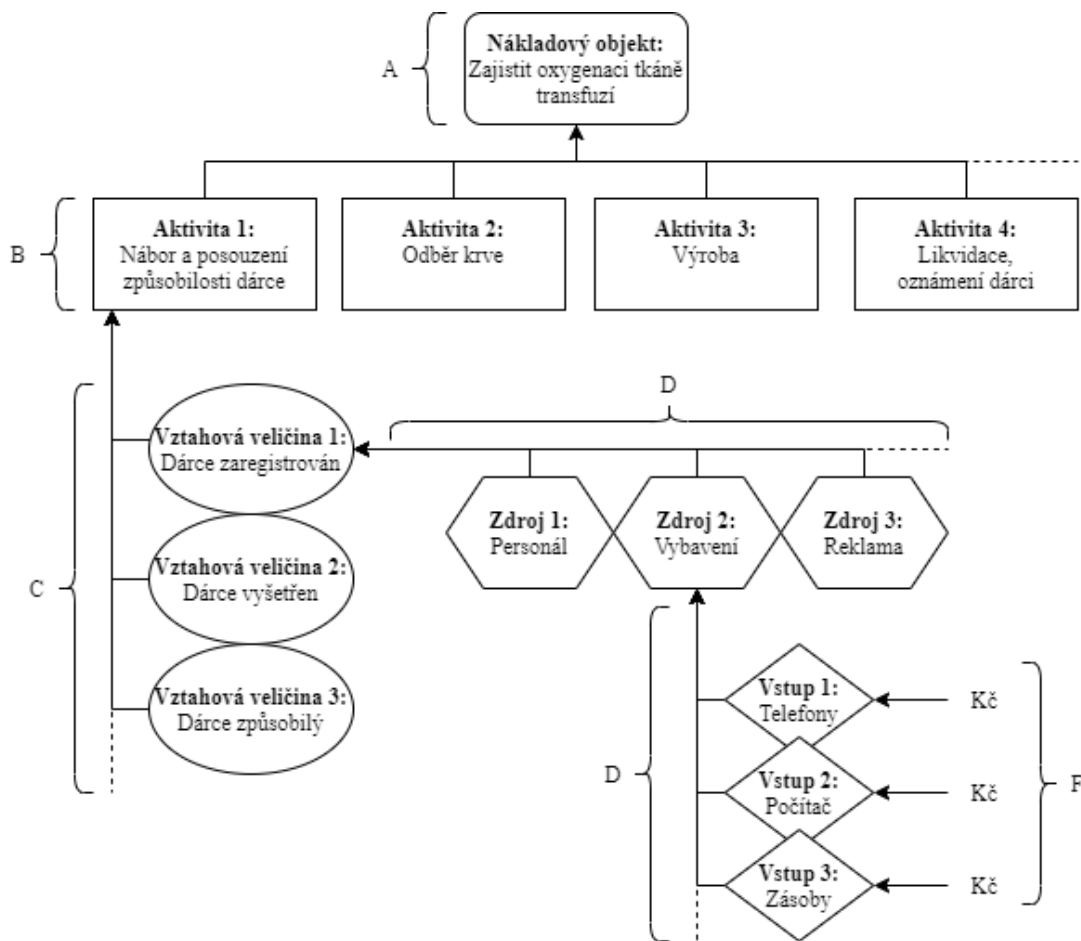 Nákladový objekt:
Zajistit oxygenaci tkáně
transfuzí
A
Aktivita 1:
Nábor a posouzení
způsobilosti dárce
Aktivita 2:
Odběr krve
Aktivita 3:
Výroba
Aktivita 4:
Likvidace,
oznámení dárci
B
D
Vztahová veličina 1:
Dárce zaregistrován
Zdroj 1:
Personál
Zdroj 2:
Vybavení
Zdroj 3:
Reklama
C
Vztahová veličina 2:
Dárce vyšetřen
Vztahová veličina 3:
Dárce způsobilý
D
Vstup 1:
Telefony
Kč
Vstup 2:
Počítač
Kč
F
Vstup 3:
Zásoby
Kč